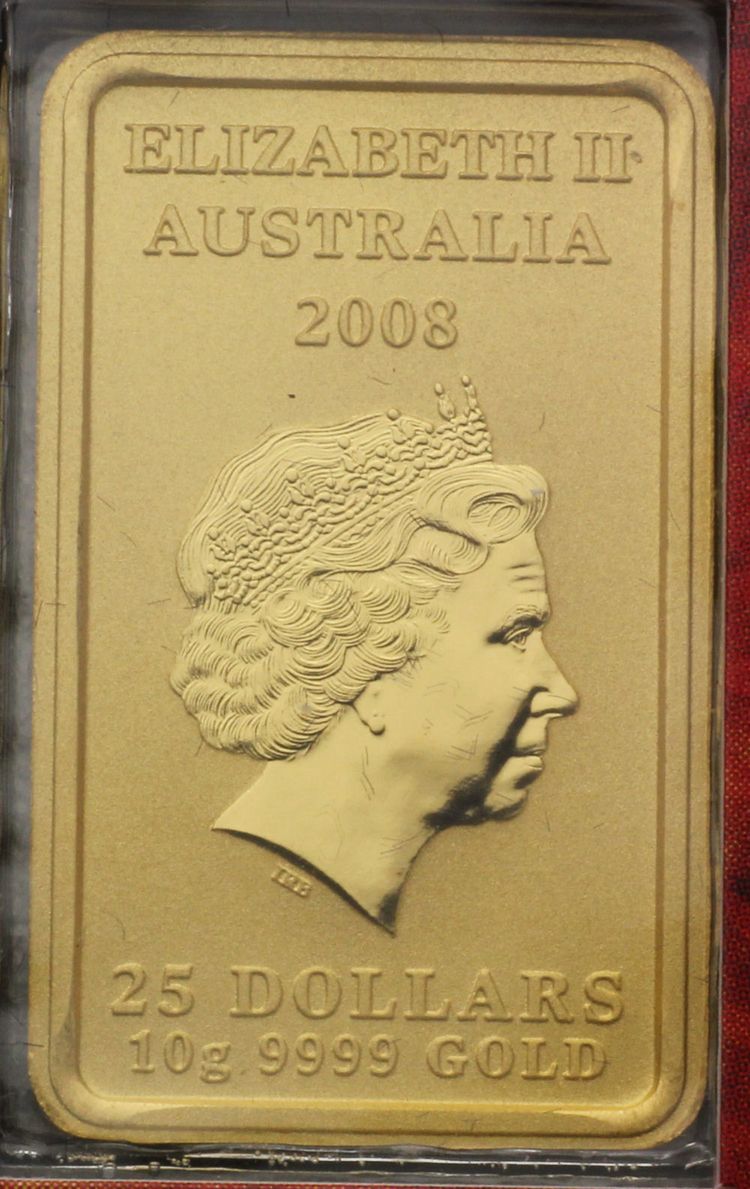 ELIZABETH II
AUSTRALIA
2008
IRB
25 DOLLARS
10g 9999 GOLD